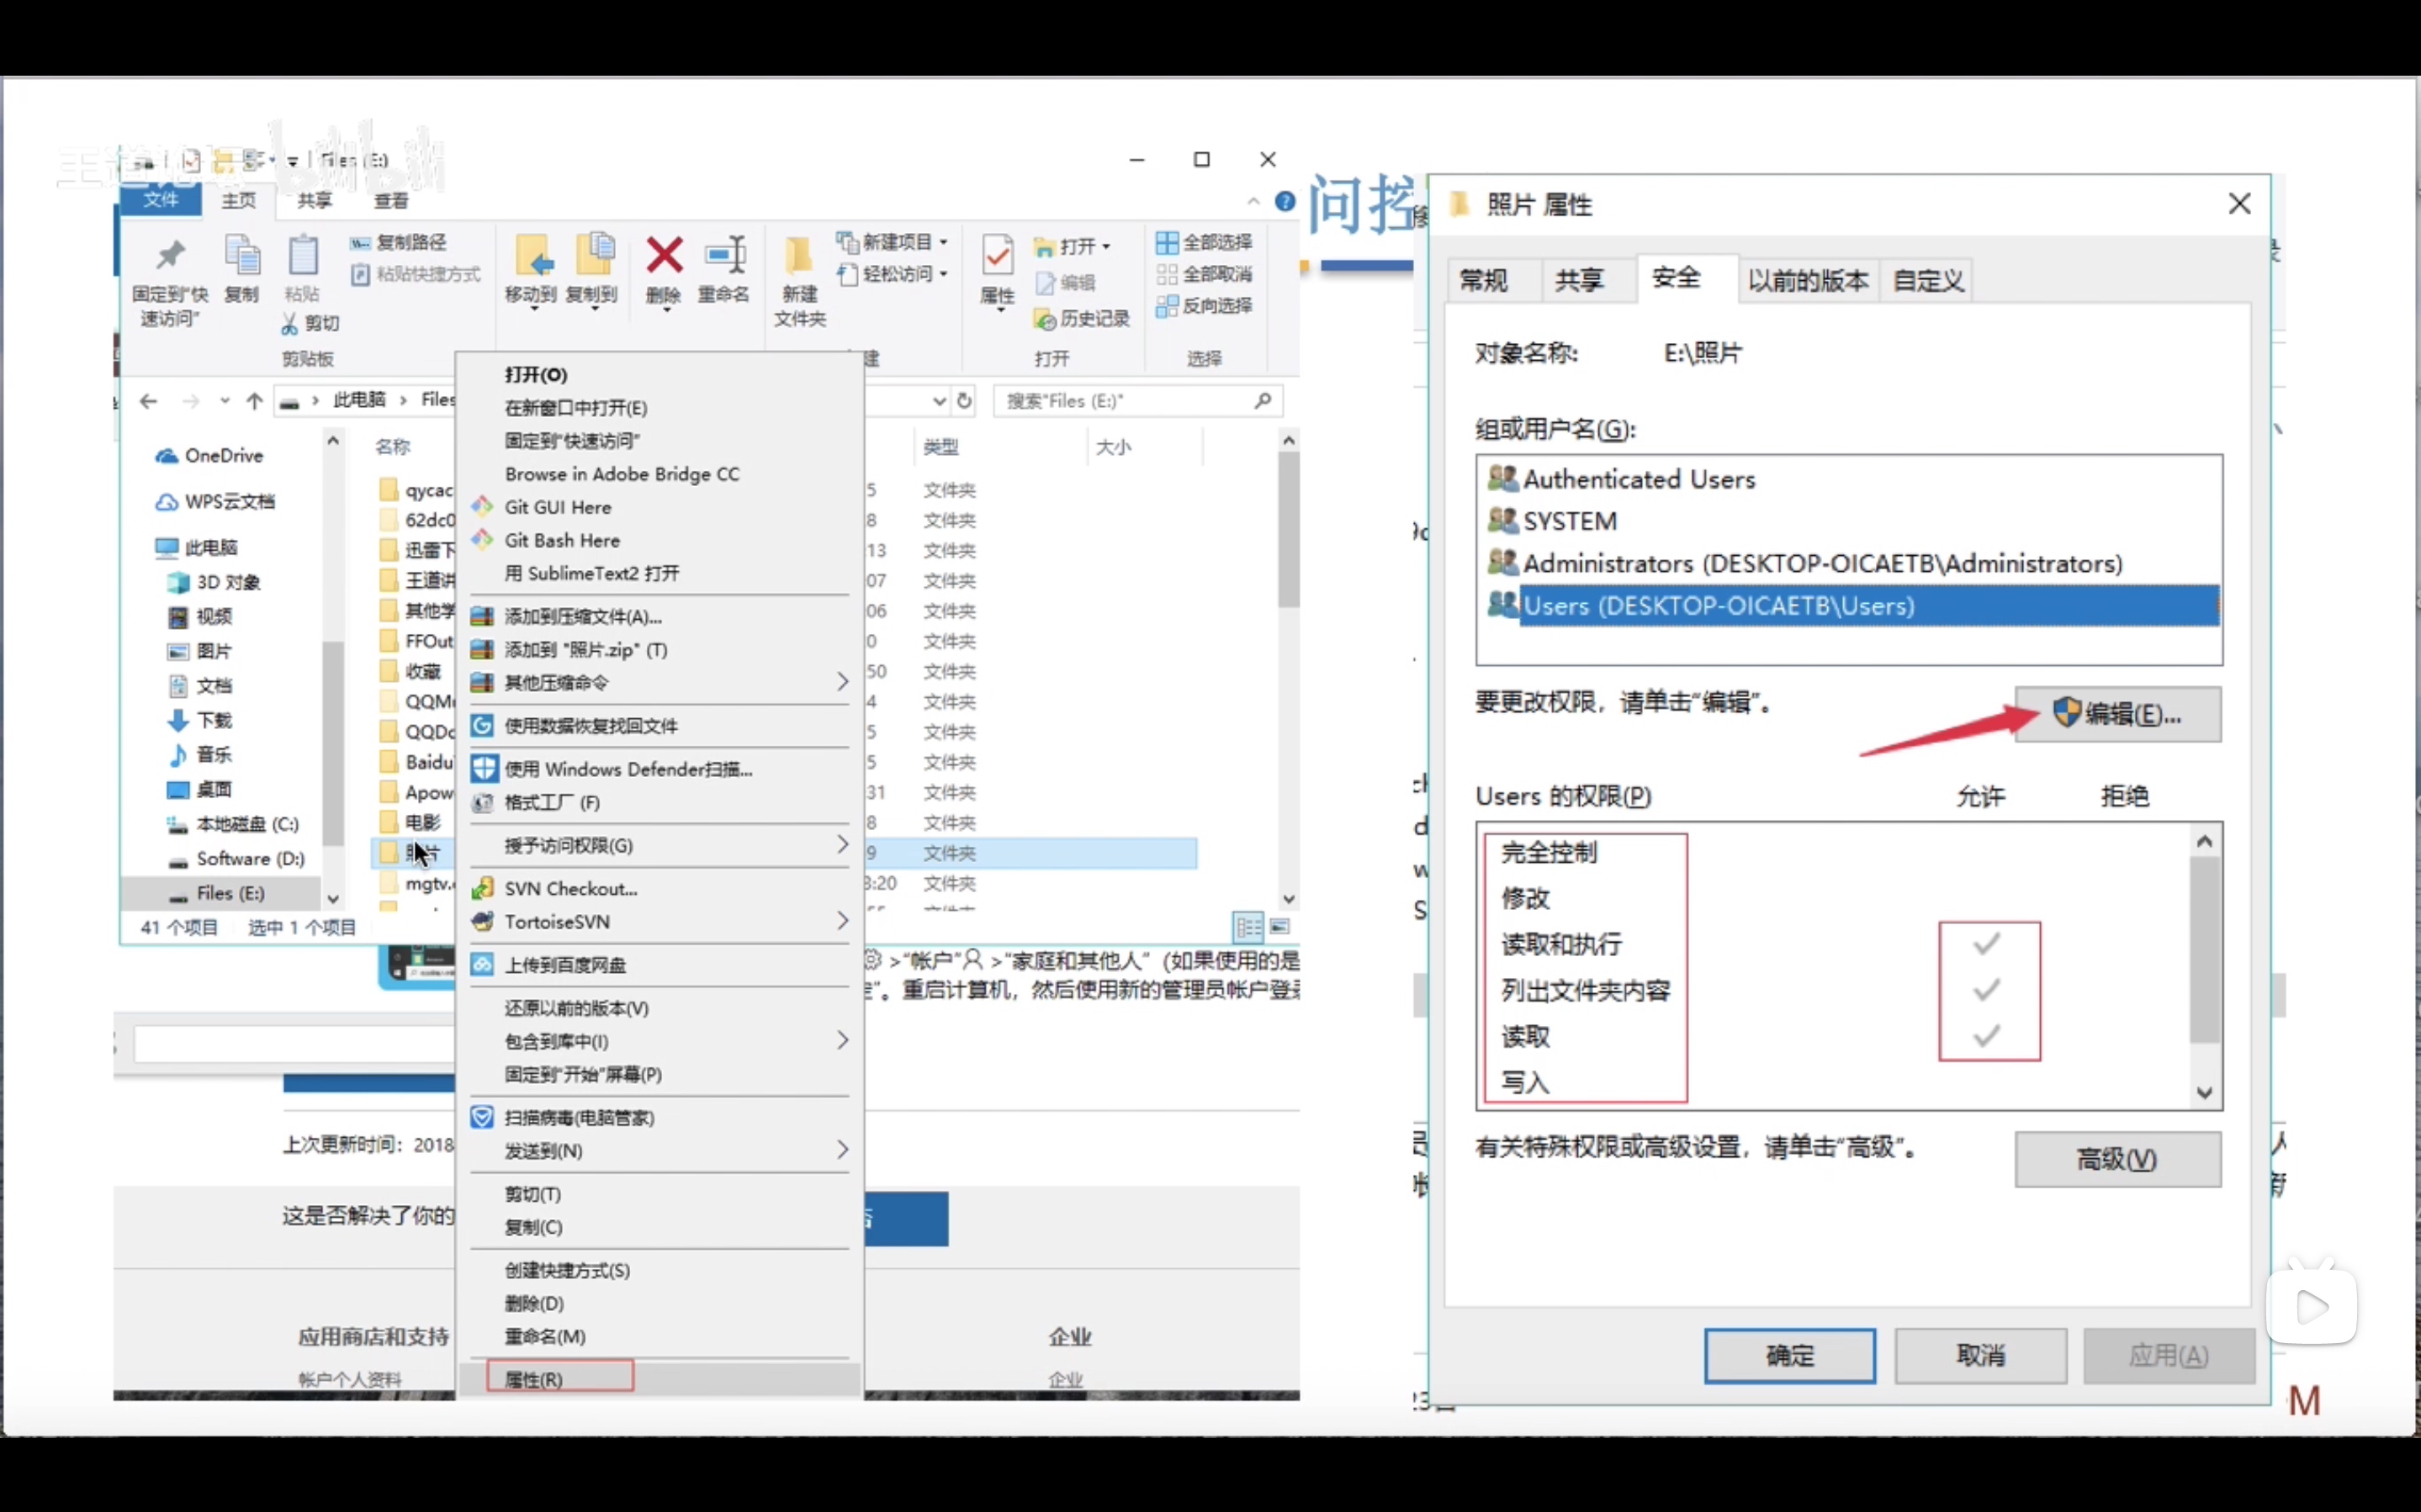 王道论坛 bilibili
Files (E:)
文件 主页 共享 查看
固定到"快速访问"
复制
粘贴
复制路径
粘贴快捷方式
剪切
移动到
复制到
删除
重命名
新建文件夹
新建项目
轻松访问
属性
打开
编辑
历史记录
全部选择
全部取消
反向选择
剪贴板
建
打开
选择
此电脑 > Files
搜索"Files (E:)"
OneDrive
WPS云文档
此电脑
3D 对象
视频
图片
文档
下载
音乐
桌面
本地磁盘 (C:)
Software (D:)
Files (E:)
名称 类型 大小
qycac 5 文件夹
62dc0 8 文件夹
迅雷下 13 文件夹
王道讲 07 文件夹
其他学 06 文件夹
FFOut 0 文件夹
收藏 50 文件夹
QQMu 4 文件夹
QQDo 5 文件夹
Baidu 5 文件夹
Apow 31 文件夹
电影 8 文件夹
照片 9 文件夹
mgtv. 3:20 文件夹
41 个项目 选中 1 个项目
打开(O)
在新窗口中打开(E)
固定到"快速访问"
Browse in Adobe Bridge CC
Git GUI Here
Git Bash Here
用 SublimeText2 打开
添加到压缩文件(A)...
添加到 "照片.zip" (T)
其他压缩命令
使用数据恢复找回文件
使用 Windows Defender扫描...
格式工厂 (F)
授予访问权限(G)
SVN Checkout...
TortoiseSVN
上传到百度网盘
还原以前的版本(V)
包含到库中(I)
固定到"开始"屏幕(P)
扫描病毒(电脑管家)
发送到(N)
剪切(T)
复制(C)
创建快捷方式(S)
删除(D)
重命名(M)
属性(R)
>"帐户" >"家庭和其他人" (如果使用的是
"。重启计算机，然后使用新的管理员帐户登录
上次更新时间：2018
这是否解决了你的
应用商店和支持
帐户个人资料
企业
企业
问控
照片 属性
常规 共享 安全 以前的版本 自定义
对象名称: E:\照片
组或用户名(G):
Authenticated Users
SYSTEM
Administrators (DESKTOP-OICAETB\Administrators)
Users (DESKTOP-OICAETB\Users)
要更改权限，请单击"编辑"。
编辑(E)...
Users 的权限(P) 允许 拒绝
完全控制
修改
读取和执行
列出文件夹内容
读取
写入
有关特殊权限或高级设置，请单击"高级"。
高级(V)
确定 取消 应用(A)
M